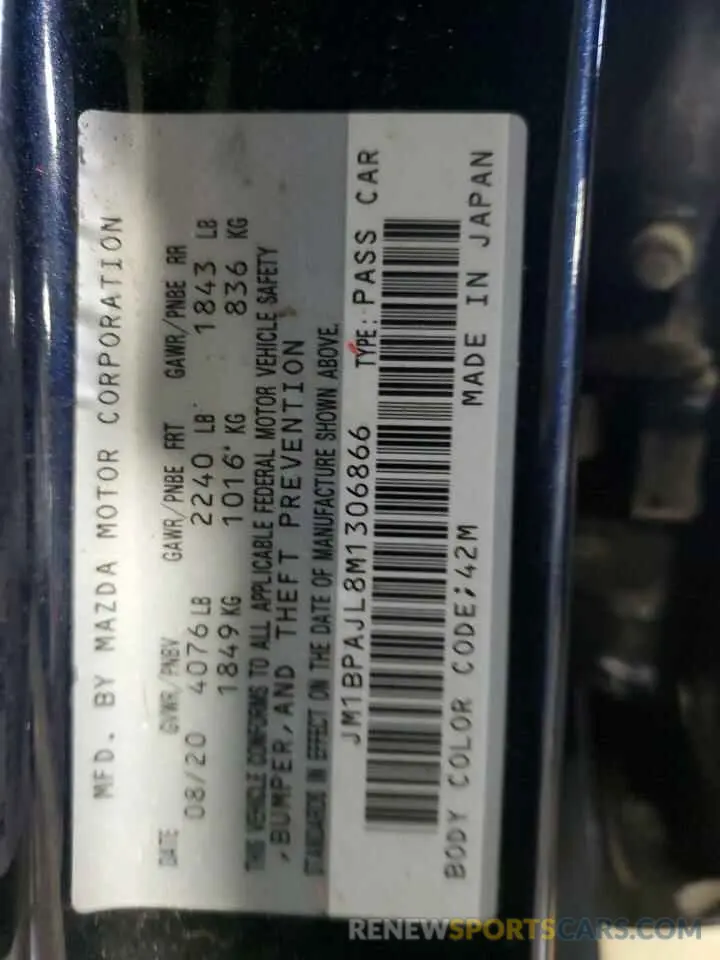 MFD. BY MAZDA MOTOR CORPORATION
DATE GVWR/PNBV GAWR/PNBE FRT GAWR/PNBE RR
08/20 4076 LB 2240 LB 1843 LB
1849 KG 1016 KG 836 KG
THIS VEHICLE CONFORMS TO ALL APPLICABLE FEDERAL MOTOR VEHICLE SAFETY
,BUMPER, AND THEFT PREVENTION
STANDARDS IN EFFECT ON THE DATE OF MANUFACTURE SHOWN ABOVE.
JM1BPAJL8M1306866 TYPE: PASS CAR
BODY COLOR CODE: 42M MADE IN JAPAN
RENEWSPORTSCARS.COM